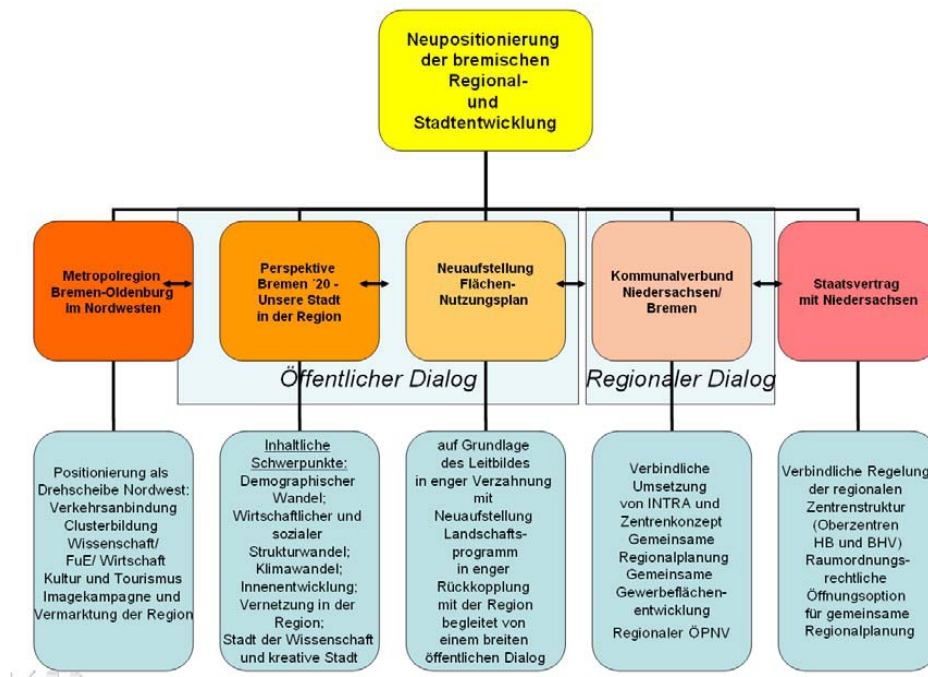 Neupositionierung
der bremischen
Regional-
und
Stadtentwicklung
Metropolregion
Bremen-Oldenburg
im Nordwesten
Perspektive
Bremen ´20 -
Unsere Stadt
in der Region
Neuaufstellung
Flächen-
Nutzungsplan
Kommunalverbund
Niedersachsen/
Bremen
Staatsvertrag
mit Niedersachsen
Öffentlicher Dialog
Regionaler Dialog
Positionierung als
Drehscheibe Nordwest:
Verkehrsanbindung
Clusterbildung
Wissenschaft/
FuE/ Wirtschaft
Kultur und Tourismus
Imagekampagne und
Vermarktung der Region
Inhaltliche
Schwerpunkte:
Demographischer
Wandel;
Wirtschaftlicher und
sozialer
Strukturwandel;
Klimawandel;
Innenentwicklung;
Vernetzung in der
Region;
Stadt der Wissenschaft
und kreative Stadt
auf Grundlage
des Leitbildes
in enger Verzahnung
mit
Neuaufstellung
Landschafts-
programm
in enger
Rückkopplung
mit der Region
begleitet von
einem breiten
öffentlichen Dialog
Verbindliche
Umsetzung
von INTRA und
Zentrenkonzept
Gemeinsame
Regionalplanung
Gemeinsame
Gewerbeflächen-
entwicklung
Regionaler ÖPNV
Verbindliche Regelung
der regionalen
Zentrenstruktur
(Oberzentren
HB und BHV)
Raumordnungs-
rechtliche
Öffnungsoption
für gemeinsame
Regionalplanung